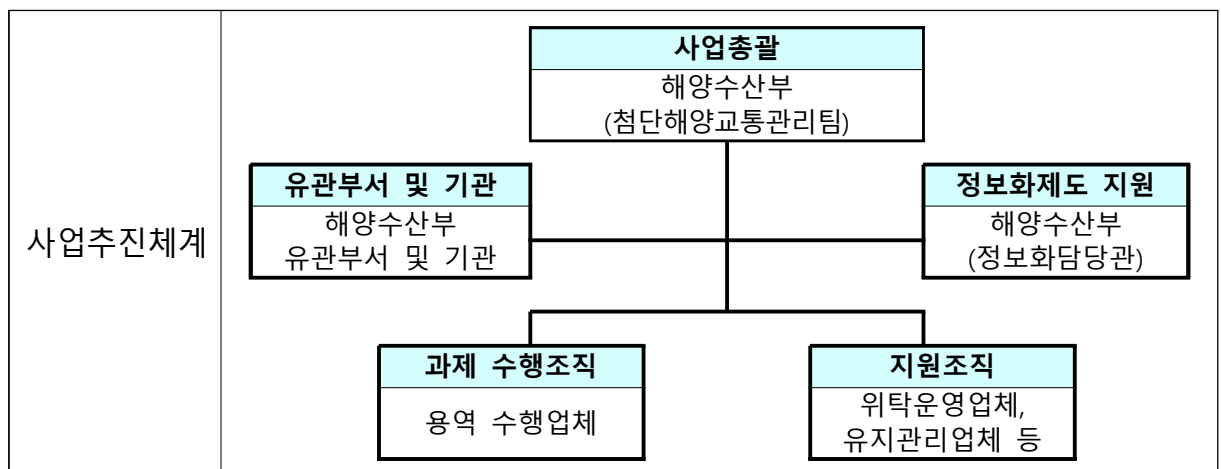 사업추진체계
사업총괄
해양수산부
(첨단해양교통관리팀)
유관부서 및 기관
해양수산부
유관부서 및 기관
정보화제도 지원
해양수산부
(정보화담당관)
과제 수행조직
용역 수행업체
지원조직
위탁운영업체,
유지관리업체 등